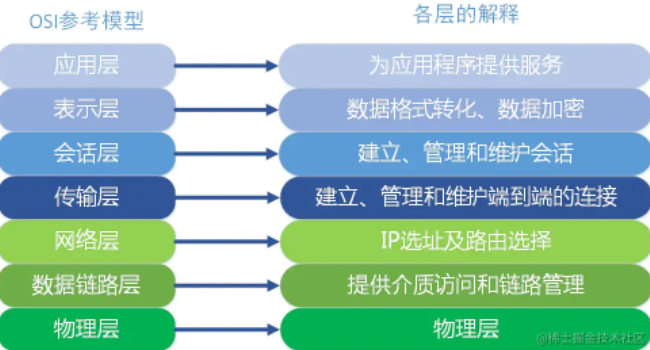 OSI参考模型
各层的解释
应用层
为应用程序提供服务
表示层
数据格式转化、数据加密
会话层
建立、管理和维护会话
传输层
建立、管理和维护端到端的连接
网络层
IP选址及路由选择
数据链路层
提供介质访问和链路管理
物理层
物理层
@稀土掘金技术社区